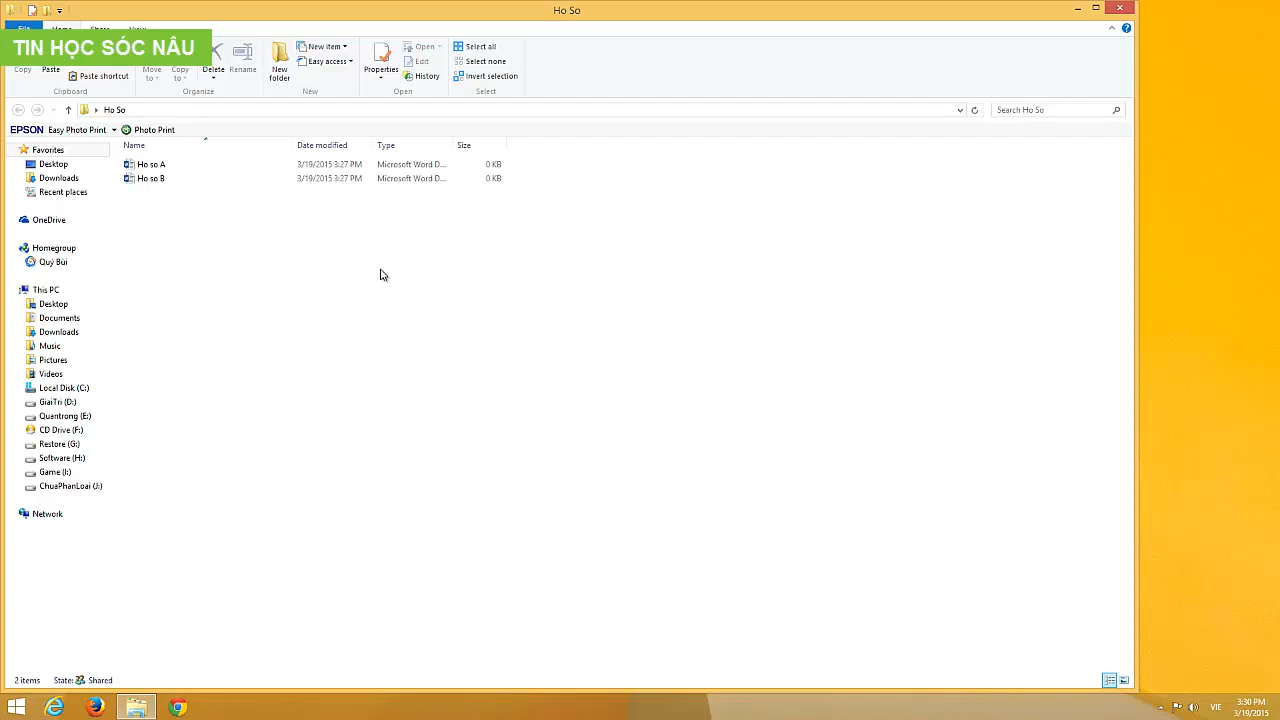 Ho So
File Home Share View
TIN HỌC SÓC NÂU
Copy
Paste
Paste shortcut
Clipboard
Move to
Copy to
Delete
Rename
Organize
New folder
New item
Easy access
New
Properties
Open
Edit
History
Open
Select all
Select none
Invert selection
Select
Ho So
Search Ho So
EPSON Easy Photo Print Photo Print
Name Date modified Type Size
Ho so A 3/19/2015 3:27 PM Microsoft Word D... 0 KB
Ho so B 3/19/2015 3:27 PM Microsoft Word D... 0 KB
Favorites
Desktop
Downloads
Recent places
OneDrive
Homegroup
Quý Bùi
This PC
Desktop
Documents
Downloads
Music
Pictures
Videos
Local Disk (C:)
GiaiTri (D:)
Quantrong (E:)
CD Drive (F:)
Restore (G:)
Software (H:)
Game (I:)
ChuaPhanLoai (J:)
Network
2 items State: Shared
VIE
3:30 PM
3/19/2015